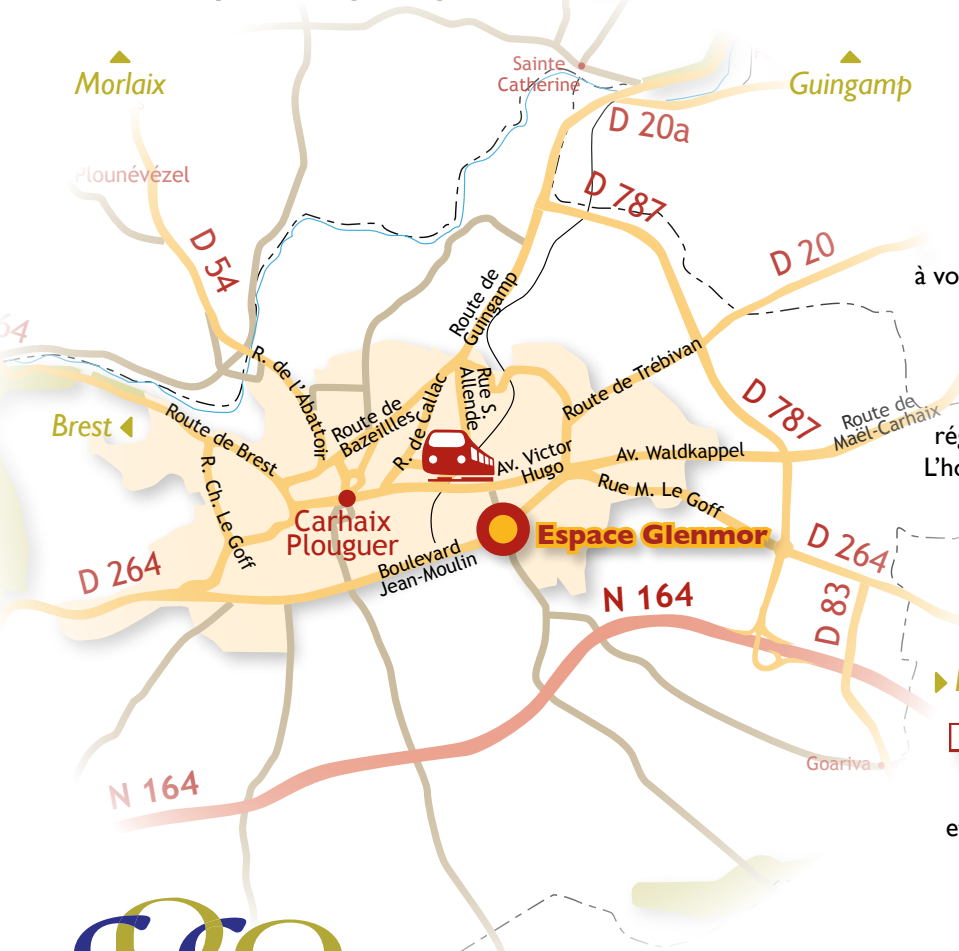 Morlaix
Sainte
Catherine
Guingamp
D 20a
Plounévézel
D 787
D 54
D 20
à vo
Route de
Guingamp
64
R. de l'Abattoir
Route de Trébivan
Rue S.
Allende
R. de Callac
Route de
Bazeillles
D 787
Route de
Maël-Carhaix
Brest
Route de Brest
rég
Av. Victor
Hugo
Av. Waldkappel
L'ho
R. Ch. Le Goff
Rue M. Le Goff
Carhaix
Plouguer
Espace Glenmor
D 264
Boulevard
Jean-Moulin
D 264
N 164
D 83
Goariva
N 164